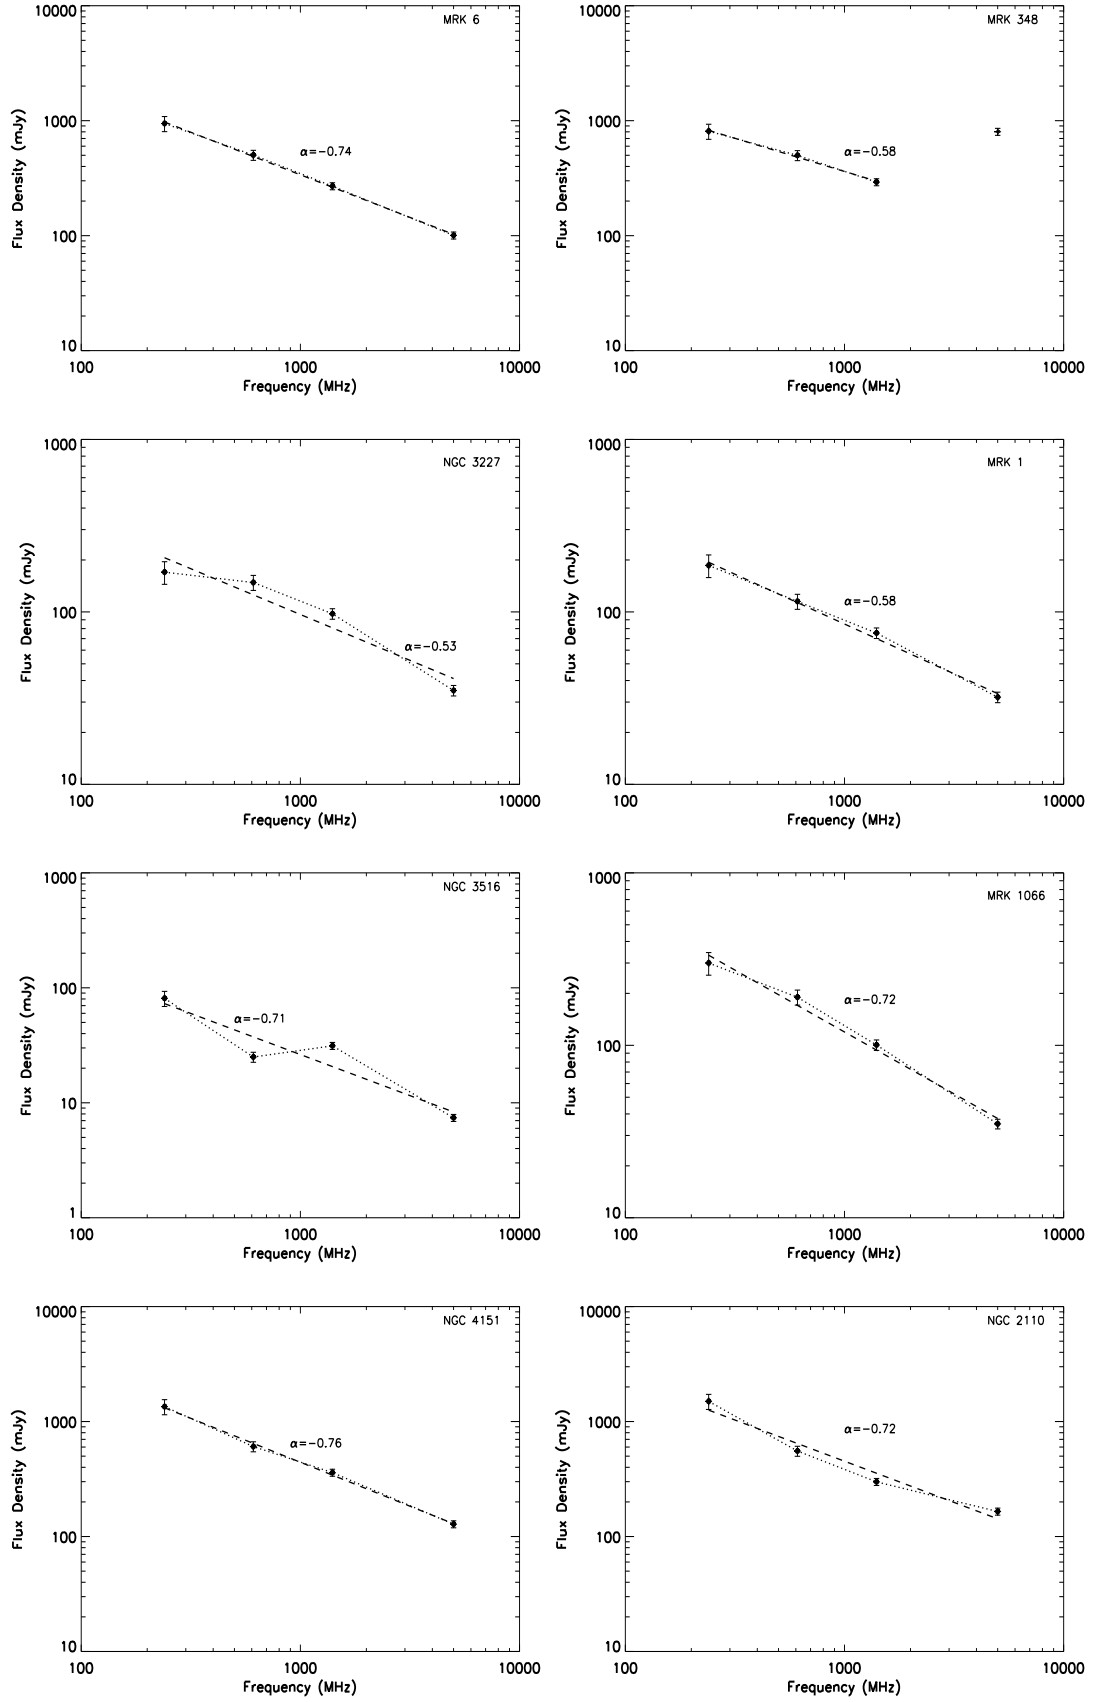 MRK 6
10000
1000
100
10
Flux Density (mJy)
α=−0.74
100 1000 10000
Frequency (MHz)
MRK 348
10000
1000
100
10
Flux Density (mJy)
α=−0.58
100 1000 10000
Frequency (MHz)
NGC 3227
1000
100
10
Flux Density (mJy)
α=−0.53
100 1000 10000
Frequency (MHz)
MRK 1
1000
100
10
Flux Density (mJy)
α=−0.58
100 1000 10000
Frequency (MHz)
NGC 3516
1000
100
10
1
Flux Density (mJy)
α=−0.71
100 1000 10000
Frequency (MHz)
MRK 1066
1000
100
10
Flux Density (mJy)
α=−0.72
100 1000 10000
Frequency (MHz)
NGC 4151
10000
1000
100
10
Flux Density (mJy)
α=−0.76
100 1000 10000
Frequency (MHz)
NGC 2110
10000
1000
100
10
Flux Density (mJy)
α=−0.72
100 1000 10000
Frequency (MHz)